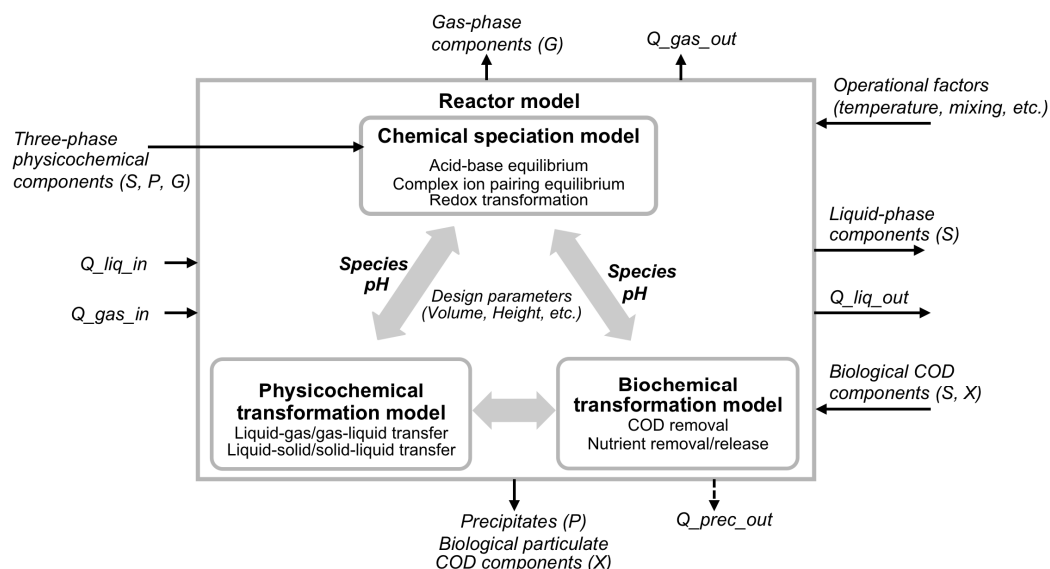 Gas-phase
components (G)
Q_gas_out
Reactor model
Operational factors
(temperature, mixing, etc.)
Three-phase
physicochemical
components (S, P, G)
Chemical speciation model
Acid-base equilibrium
Complex ion pairing equilibrium
Redox transformation
Liquid-phase
components (S)
Q_liq_in
Species
pH
Species
pH
Design parameters
(Volume, Height, etc.)
Q_gas_in
Q_liq_out
Physicochemical
transformation model
Liquid-gas/gas-liquid transfer
Liquid-solid/solid-liquid transfer
Biochemical
transformation model
COD removal
Nutrient removal/release
Biological COD
components (S, X)
Precipitates (P)
Biological particulate
COD components (X)
Q_prec_out